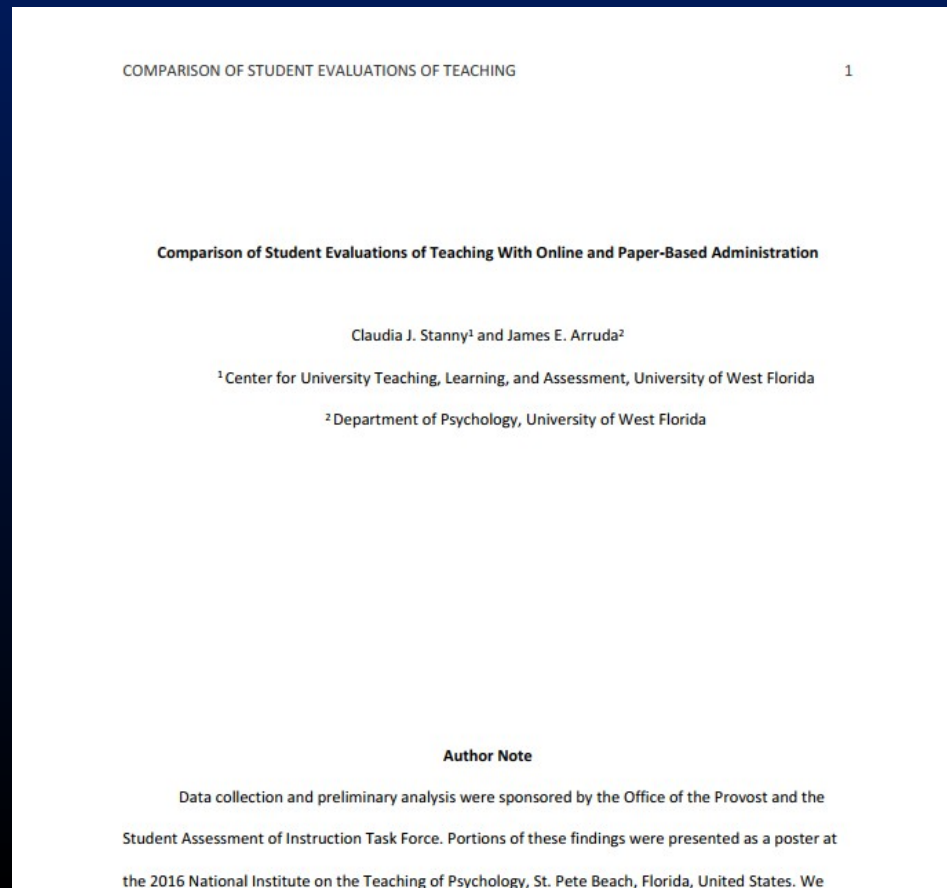 COMPARISON OF STUDENT EVALUATIONS OF TEACHING 1
Comparison of Student Evaluations of Teaching With Online and Paper-Based Administration
Claudia J. Stanny¹ and James E. Arruda²
¹ Center for University Teaching, Learning, and Assessment, University of West Florida
² Department of Psychology, University of West Florida
Author Note
Data collection and preliminary analysis were sponsored by the Office of the Provost and the
Student Assessment of Instruction Task Force. Portions of these findings were presented as a poster at
the 2016 National Institute on the Teaching of Psychology, St. Pete Beach, Florida, United States. We